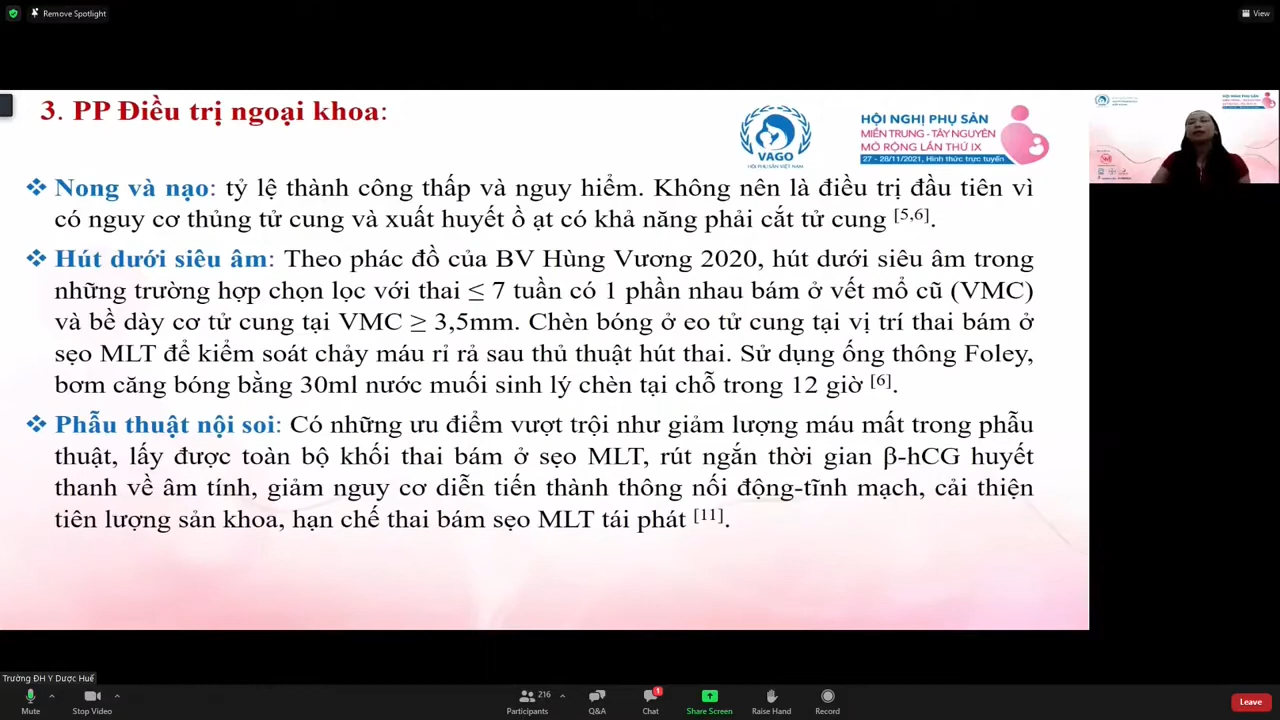 Remove Spotlight
View
3. PP Điều trị ngoại khoa:
VAGO
HỘI PHỤ SẢN VIỆT NAM
HỘI NGHỊ PHỤ SẢN
MIỀN TRUNG - TÂY NGUYÊN
MỞ RỘNG LẦN THỨ IX
27 - 28/11/2021, Hình thức trực tuyến
❖ Nong và nạo: tỷ lệ thành công thấp và nguy hiểm. Không nên là điều trị đầu tiên vì
có nguy cơ thủng tử cung và xuất huyết ồ ạt có khả năng phải cắt tử cung [5,6].
❖ Hút dưới siêu âm: Theo phác đồ của BV Hùng Vương 2020, hút dưới siêu âm trong
những trường hợp chọn lọc với thai ≤ 7 tuần có 1 phần nhau bám ở vết mổ cũ (VMC)
và bề dày cơ tử cung tại VMC ≥ 3,5mm. Chèn bóng ở eo tử cung tại vị trí thai bám ở
sẹo MLT để kiểm soát chảy máu rỉ rả sau thủ thuật hút thai. Sử dụng ống thông Foley,
bơm căng bóng bằng 30ml nước muối sinh lý chèn tại chỗ trong 12 giờ [6].
❖ Phẫu thuật nội soi: Có những ưu điểm vượt trội như giảm lượng máu mất trong phẫu
thuật, lấy được toàn bộ khối thai bám ở sẹo MLT, rút ngắn thời gian β-hCG huyết
thanh về âm tính, giảm nguy cơ diễn tiến thành thông nối động-tĩnh mạch, cải thiện
tiên lượng sản khoa, hạn chế thai bám sẹo MLT tái phát [11].
Trường ĐH Y Dược Huế
Mute
Stop Video
216
Participants
Q&A
1
Chat
Share Screen
Raise Hand
Record
Leave